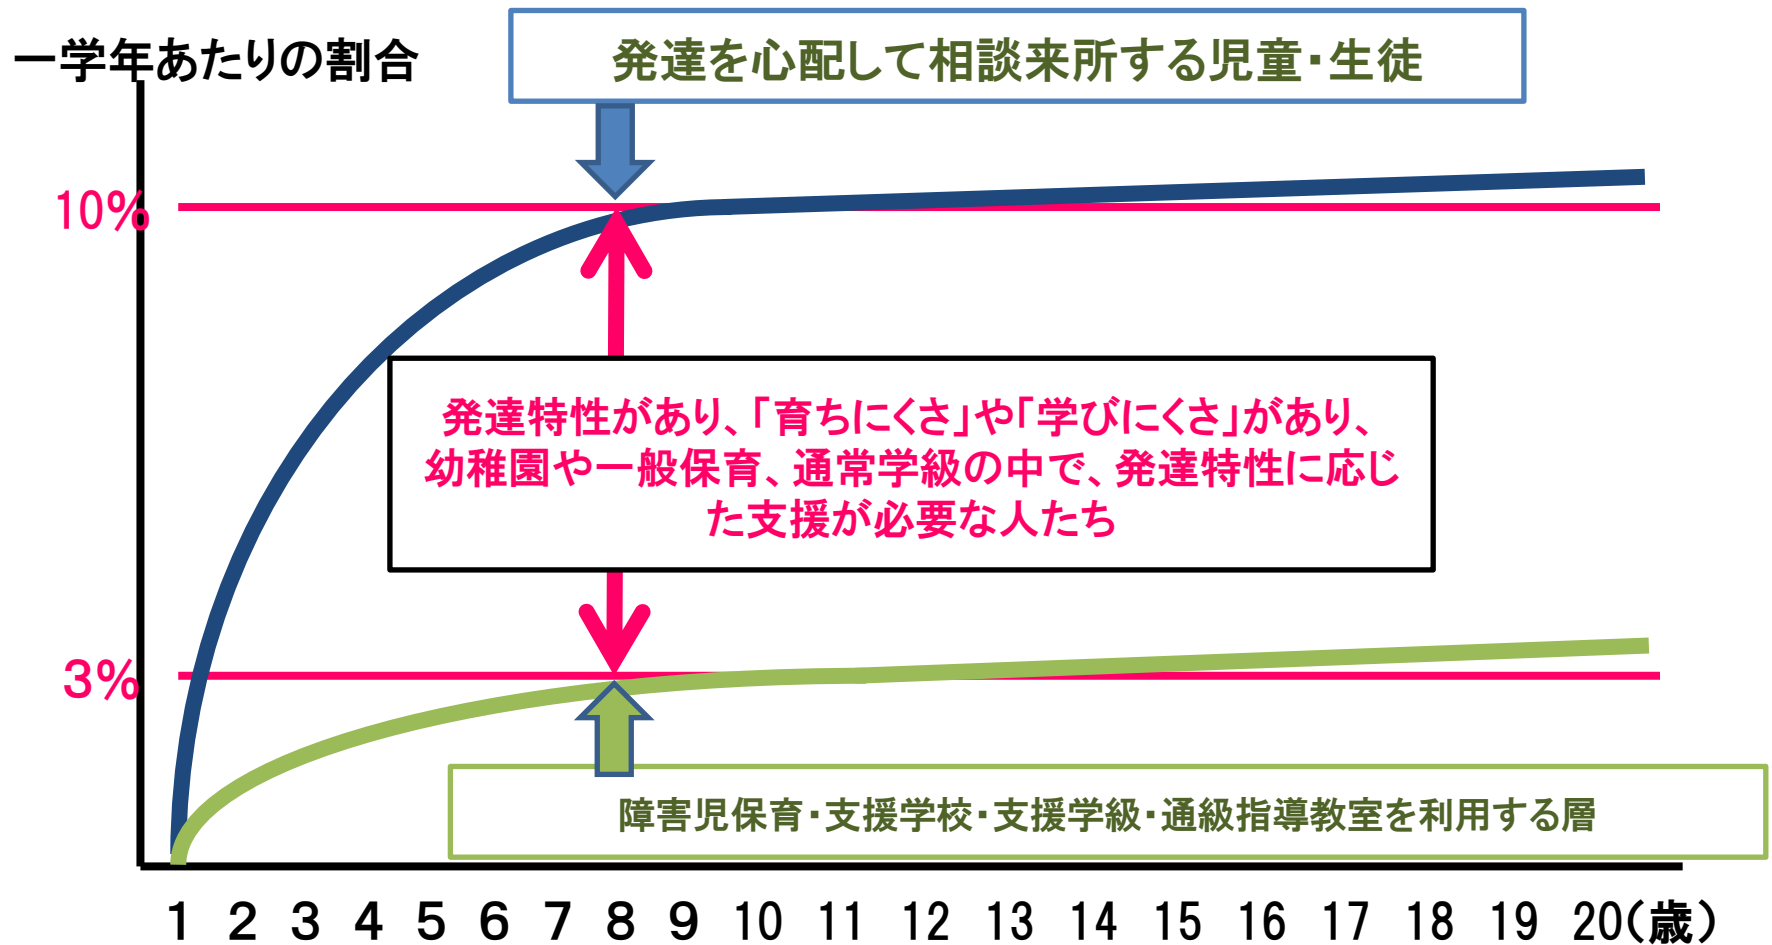 一学年あたりの割合
発達を心配して相談来所する児童・生徒
10%
発達特性があり、「育ちにくさ」や「学びにくさ」があり、
幼稚園や一般保育、通常学級の中で、発達特性に応じ
た支援が必要な人たち
3%
障害児保育・支援学校・支援学級・通級指導教室を利用する層
1 2 3 4 5 6 7 8 9 10 11 12 13 14 15 16 17 18 19 20(歳)